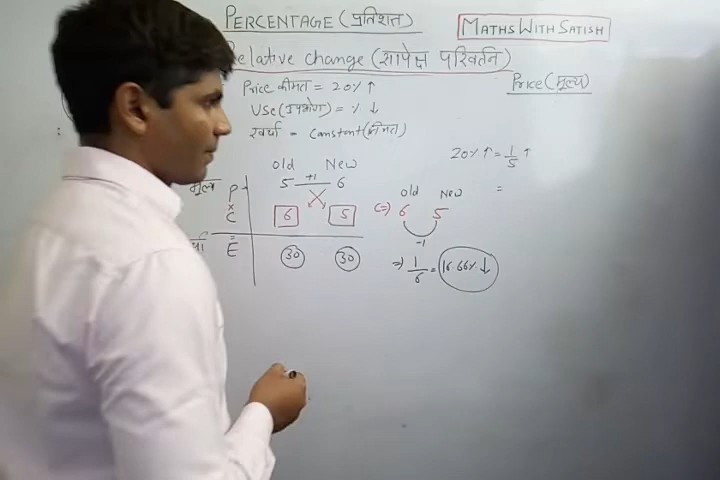 PERCENTAGE (प्रतिशत)
MATHS WITH SATISH
Relative change (सापेक्ष परिवर्तन)
Price (मूल्य)
Price कीमत = 20% ↑
USe (उपभोग) = % ↓
खर्चा = Constant (नियत)
20% ↑ = 1/5 ↑
=
old New
मूल्य P → 5 +1 6
×
C 6 5
old New
(=) 6 5
-1
=
E 30 30
=) 1/6 = 16.66% ↓